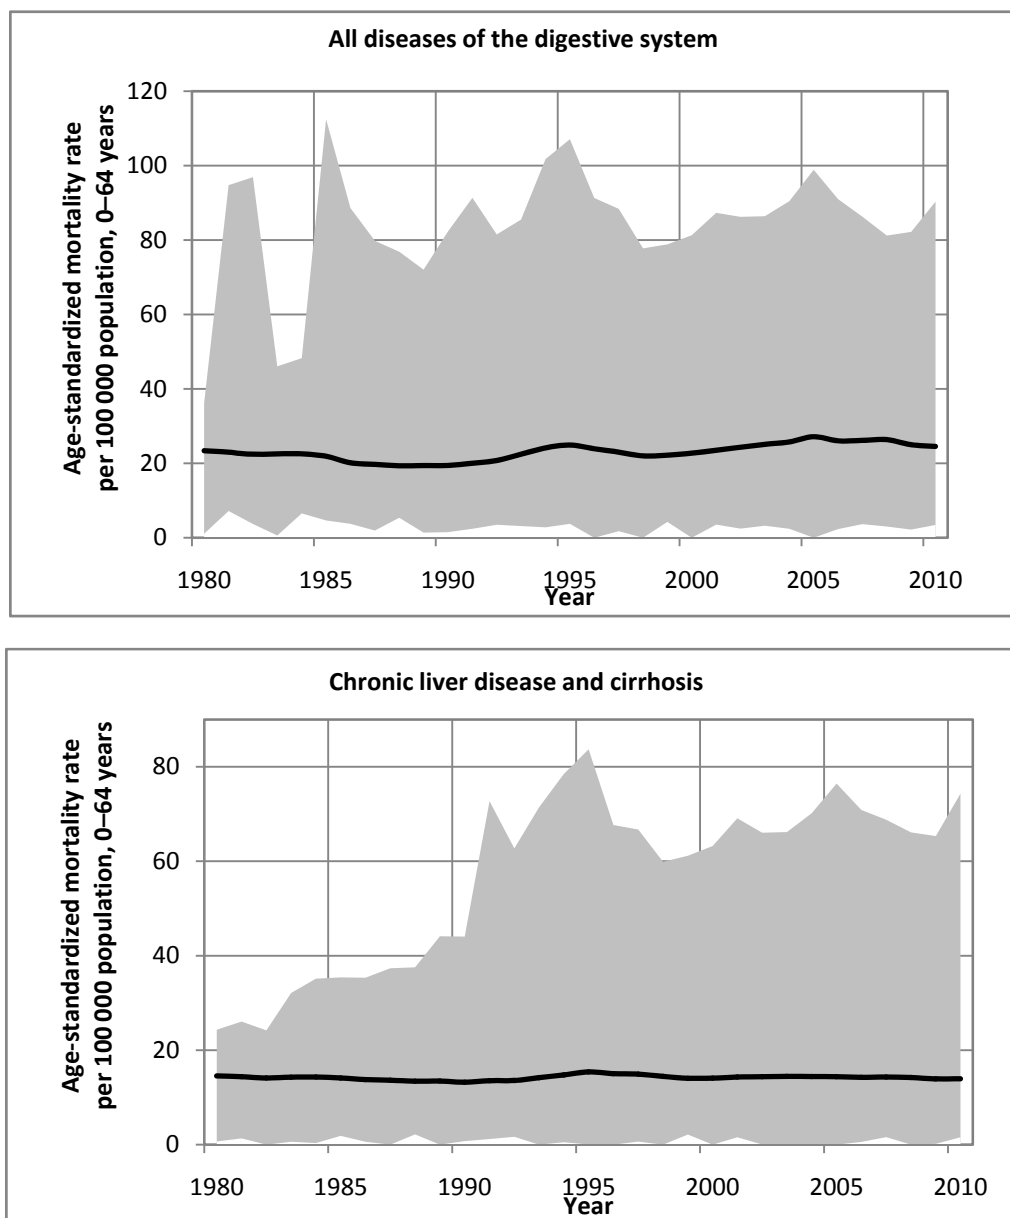 All diseases of the digestive system
Age-standardized mortality rate
per 100 000 population, 0–64 years
120
100
80
60
40
20
0
1980 1985 1990 1995 2000 2005 2010
Year
Chronic liver disease and cirrhosis
Age-standardized mortality rate
per 100 000 population, 0–64 years
80
60
40
20
0
1980 1985 1990 1995 2000 2005 2010
Year